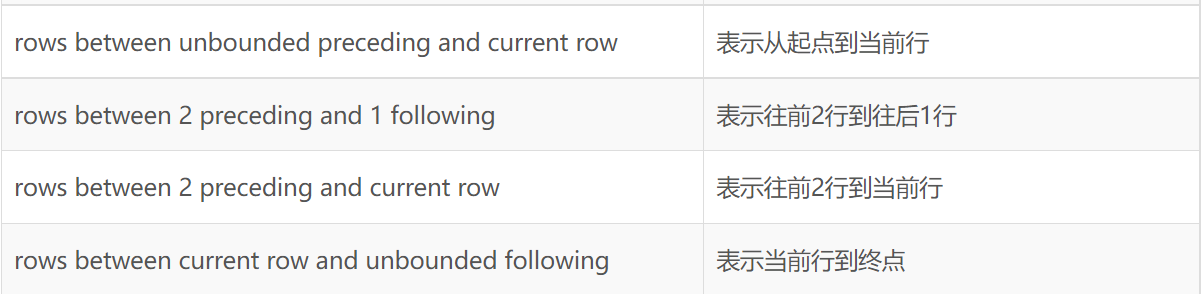 rows between unbounded preceding and current row
表示从起点到当前行
rows between 2 preceding and 1 following
表示往前2行到往后1行
rows between 2 preceding and current row
表示往前2行到当前行
rows between current row and unbounded following
表示当前行到终点